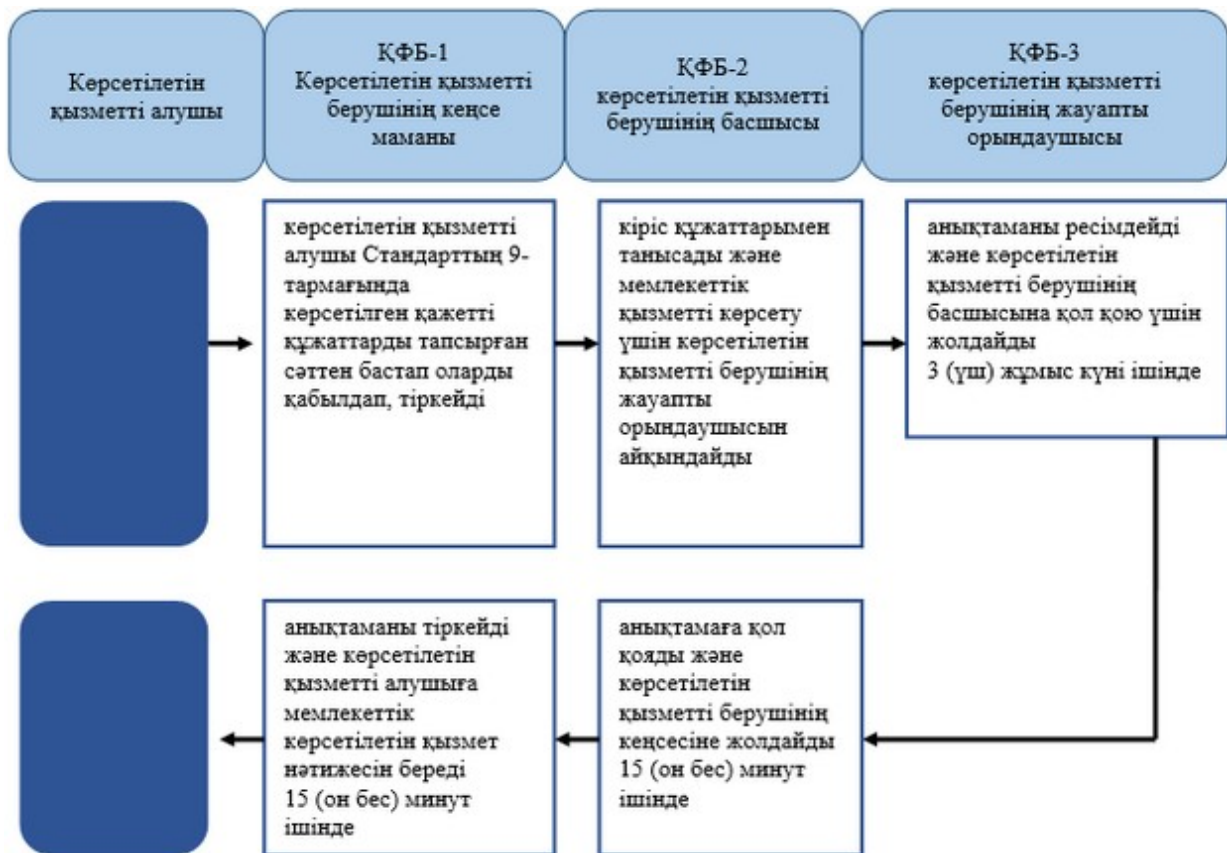 Көрсетілетін
қызметті алушы
ҚФБ-1
Көрсетілетін қызметті
берушінің кеңсе
маманы
ҚФБ-2
көрсетілетін қызметті
берушінің басшысы
ҚФБ-3
көрсетілетін қызметті
берушінің жауапты
орындаушысы
көрсетілетін қызметті
алушы Стандарттың 9-
тармағында
көрсетілген қажетті
құжаттарды тапсырған
сәттен бастап оларды
қабылдап, тіркейді
кіріс құжаттарымен
танысады және
мемлекеттік
қызметті көрсету
үшін көрсетілетін
қызметті берушінің
жауапты
орындаушысын
айқындайды
анықтаманы ресімдейді
және көрсетілетін
қызметті берушінің
басшысына қол қою үшін
жолдайды
3 (үш) жұмыс күні ішінде
анықтаманы тіркейді
және көрсетілетін
қызметті алушыға
мемлекеттік
көрсетілетін қызмет
нәтижесін береді
15 (он бес) минут
ішінде
анықтамаға қол
қояды және
көрсетілетін
қызметті берушінің
кеңсесіне жолдайды
15 (он бес) минут
ішінде